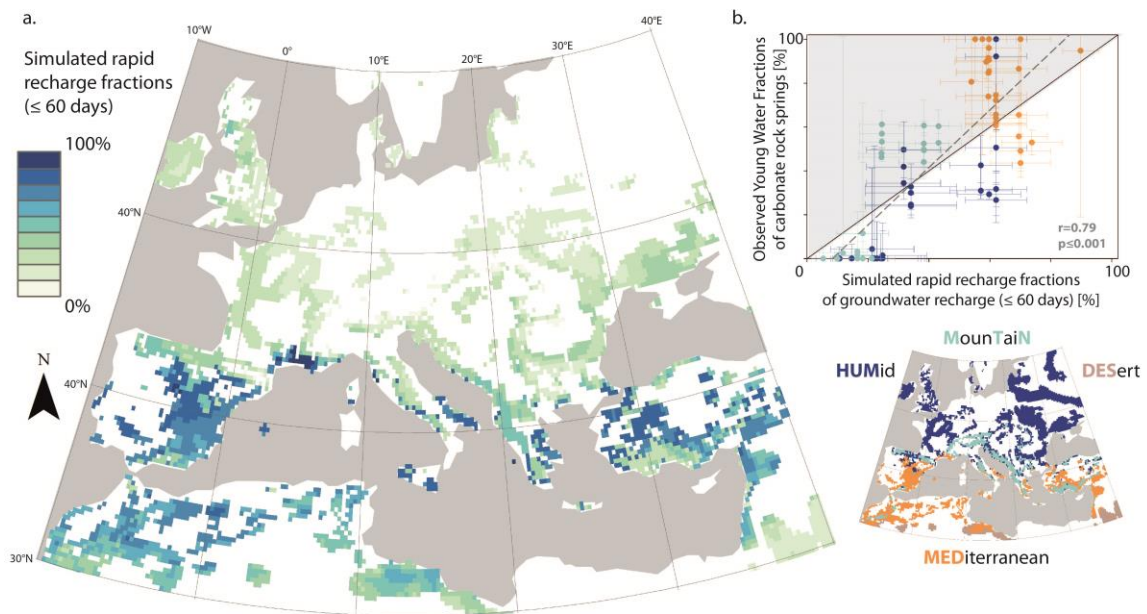 a.
Simulated rapid
recharge fractions
(≤ 60 days)
100%
0%
N
10°W
0°
10°E
20°E
30°E
40°E
40°N
40°N
30°N
b.
Observed Young Water Fractions
of carbonate rock springs [%]
100
0
100
r=0.79
p≤0.001
Simulated rapid recharge fractions
of groundwater recharge (≤ 60 days) [%]
MounTaiN
HUMid
DESert
MEDiterranean